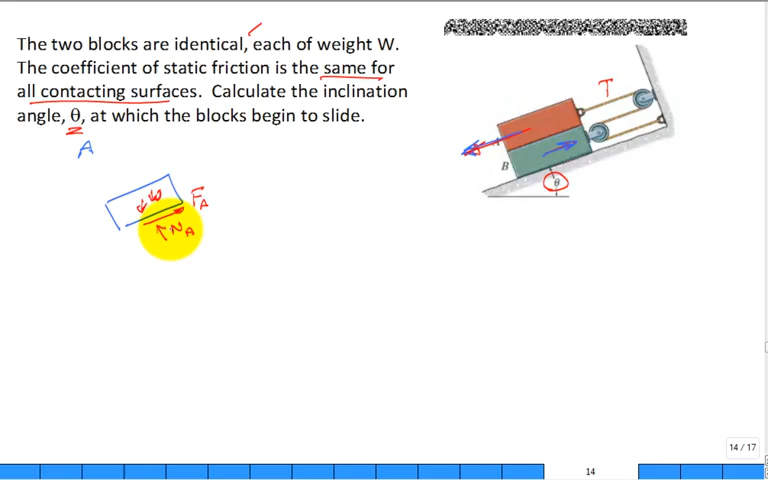 The two blocks are identical, each of weight W.
The coefficient of static friction is the same for
all contacting surfaces. Calculate the inclination
angle, θ, at which the blocks begin to slide.
T
B
θ
A
W
F_A
N_A
14 / 17
14